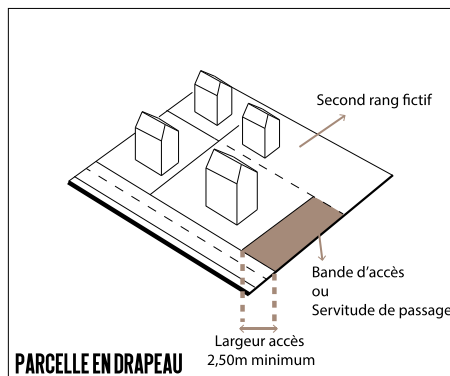 Second rang fictif
Bande d'accès
ou
Servitude de passage
Largeur accès
2,50m minimum
PARCELLE EN DRAPEAU